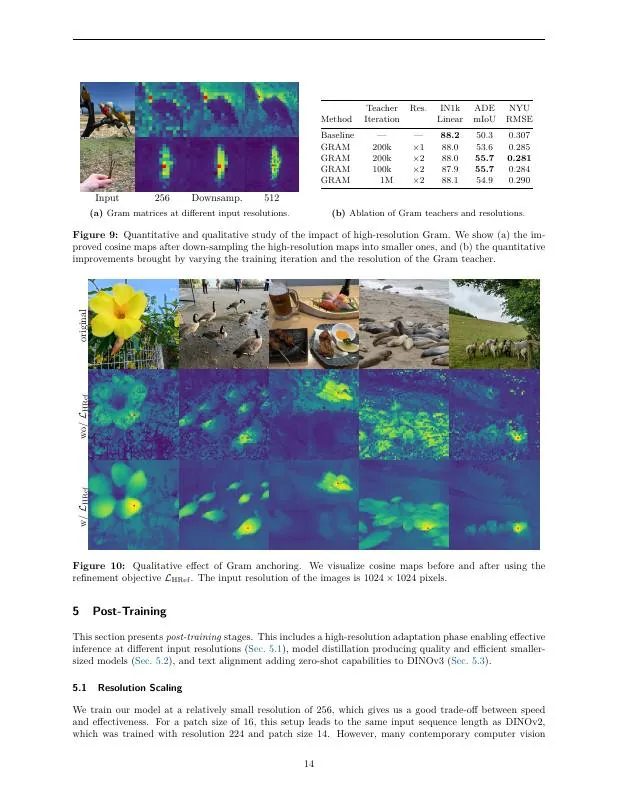 Input 256 Downsamp. 512
(a) Gram matrices at different input resolutions.
Teacher Res. IN1k ADE NYU
Method Iteration Linear mIoU RMSE
Baseline — — 88.2 50.3 0.307
GRAM 200k ×1 88.0 53.6 0.285
GRAM 200k ×2 88.0 55.7 0.281
GRAM 100k ×2 87.9 55.7 0.284
GRAM 1M ×2 88.1 54.9 0.290
(b) Ablation of Gram teachers and resolutions.
Figure 9: Quantitative and qualitative study of the impact of high-resolution Gram. We show (a) the im-
proved cosine maps after down-sampling the high-resolution maps into smaller ones, and (b) the quantitative
improvements brought by varying the training iteration and the resolution of the Gram teacher.
original
wo/ ℒHRef
w/ ℒHRef
Figure 10: Qualitative effect of Gram anchoring. We visualize cosine maps before and after using the
refinement objective ℒHRef. The input resolution of the images is 1024 × 1024 pixels.
5 Post-Training
This section presents post-training stages. This includes a high-resolution adaptation phase enabling effective
inference at different input resolutions (Sec. 5.1), model distillation producing quality and efficient smaller-
sized models (Sec. 5.2), and text alignment adding zero-shot capabilities to DINOv3 (Sec. 5.3).
5.1 Resolution Scaling
We train our model at a relatively small resolution of 256, which gives us a good trade-off between speed
and effectiveness. For a patch size of 16, this setup leads to the same input sequence length as DINOv2,
which was trained with resolution 224 and patch size 14. However, many contemporary computer vision
14